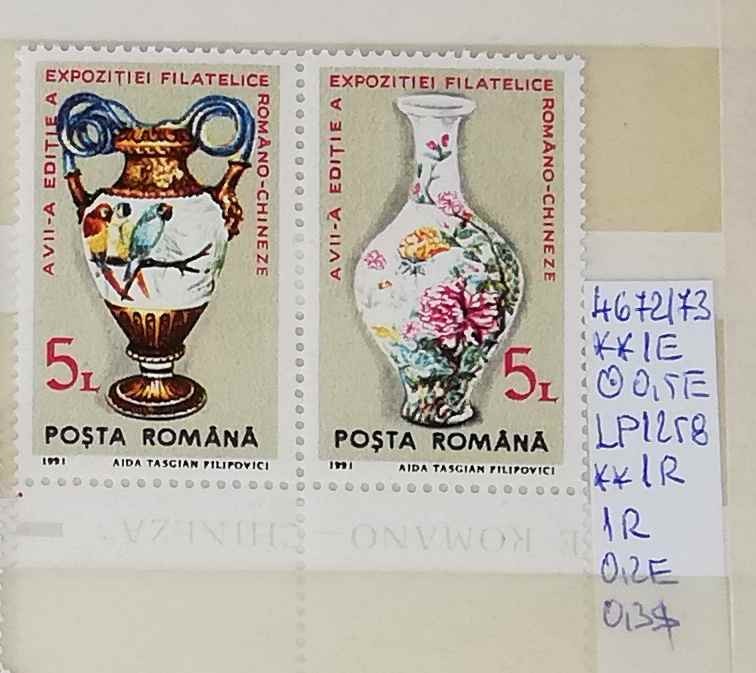 A VII-A EDIȚIE A
EXPOZIȚIEI FILATELICE
ROMÂNO-CHINEZE
5L
POȘTA ROMÂNĂ
1991 AIDA TASGIAN FILIPOVICI
A VII-A EDIȚIE A
EXPOZIȚIEI FILATELICE
ROMÂNO-CHINEZE
5L
POȘTA ROMÂNĂ
1991 AIDA TASGIAN FILIPOVICI
E ROMÂNO-CHINEZĂ"
4672/73
**1E
⊙0,5E
LP1258
**1R
1R
0,2E
0,3$